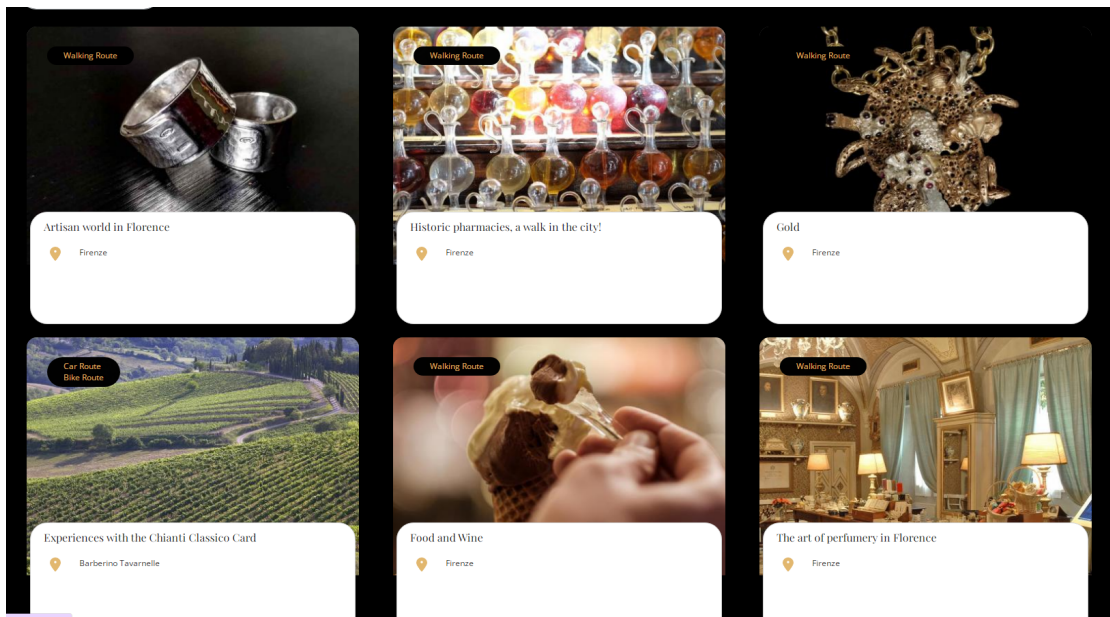 Walking Route
Walking Route
Walking Route
Artisan world in Florence
Historic pharmacies, a walk in the city!
Gold
Firenze
Firenze
Firenze
Car Route
Bike Route
Walking Route
Walking Route
Experiences with the Chianti Classico Card
Food and Wine
The art of perfumery in Florence
Barberino Tavarnelle
Firenze
Firenze